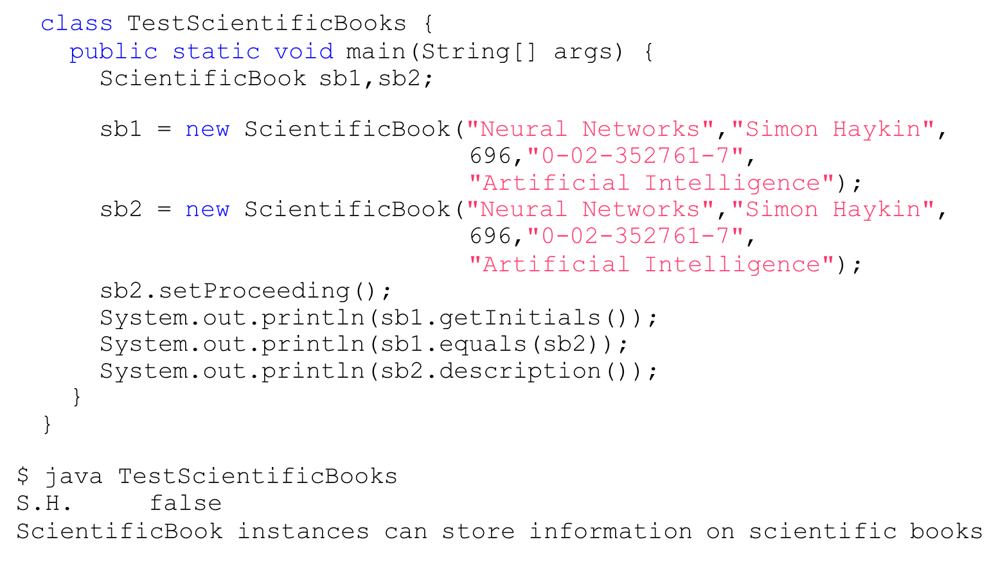 class TestScientificBooks {
public static void main(String[] args) {
ScientificBook sb1,sb2;
sb1 = new ScientificBook("Neural Networks","Simon Haykin",
696,"0-02-352761-7",
"Artificial Intelligence");
sb2 = new ScientificBook("Neural Networks","Simon Haykin",
696,"0-02-352761-7",
"Artificial Intelligence");
sb2.setProceeding();
System.out.println(sb1.getInitials());
System.out.println(sb1.equals(sb2));
System.out.println(sb2.description());
}
}
$ java TestScientificBooks
S.H. false
ScientificBook instances can store information on scientific books